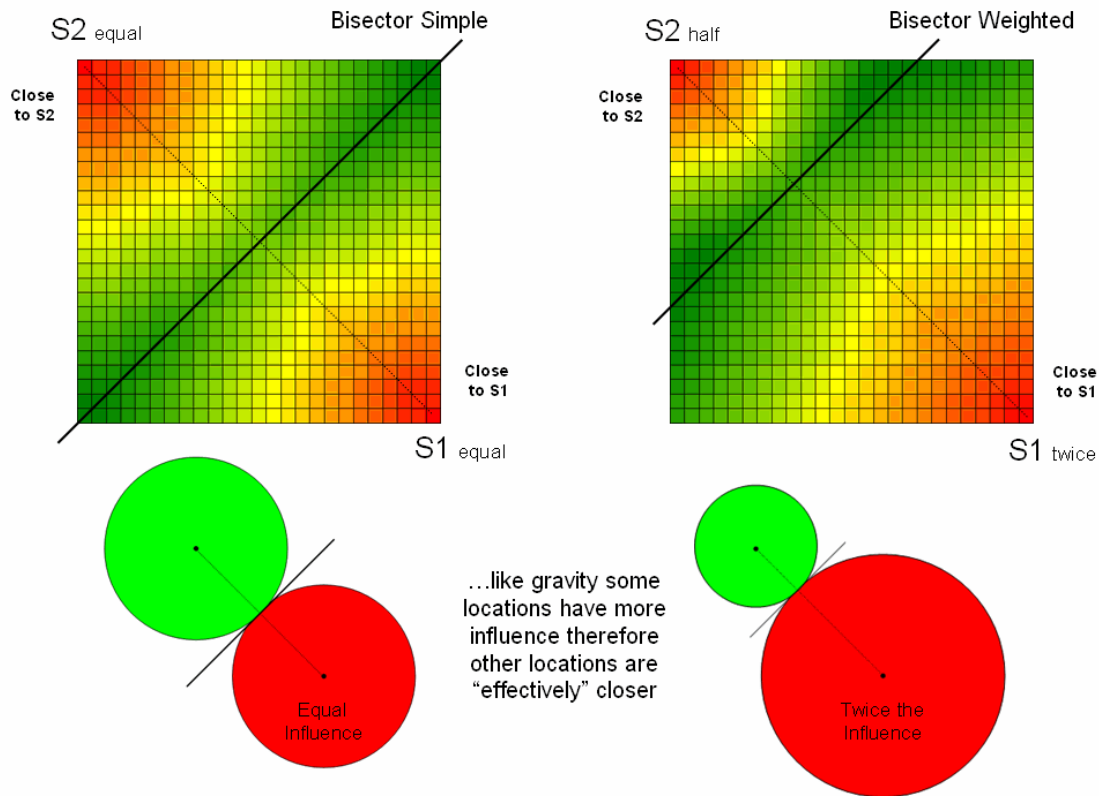 S2 equal
Bisector Simple
Close
to S2
Close
to S1
S1 equal
S2 half
Bisector Weighted
Close
to S2
Close
to S1
S1 twice
Equal
Influence
…like gravity some
locations have more
influence therefore
other locations are
“effectively” closer
Twice the
Influence